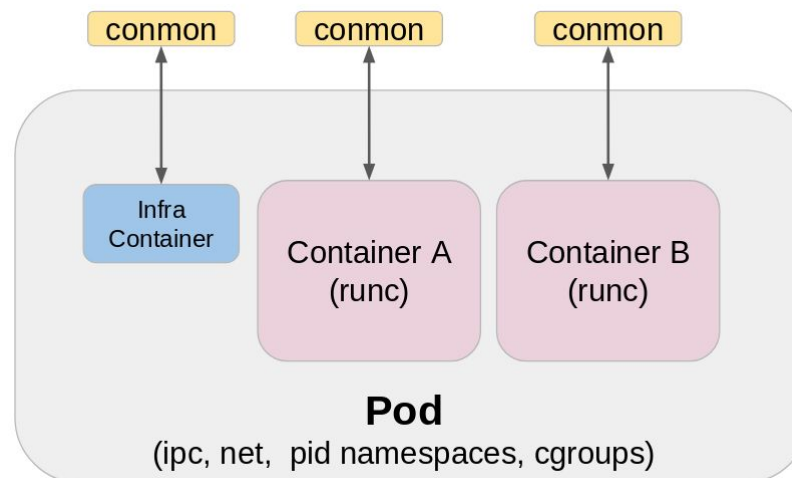 conmon
conmon
conmon
Infra
Container
Container A
(runc)
Container B
(runc)
Pod
(ipc, net, pid namespaces, cgroups)